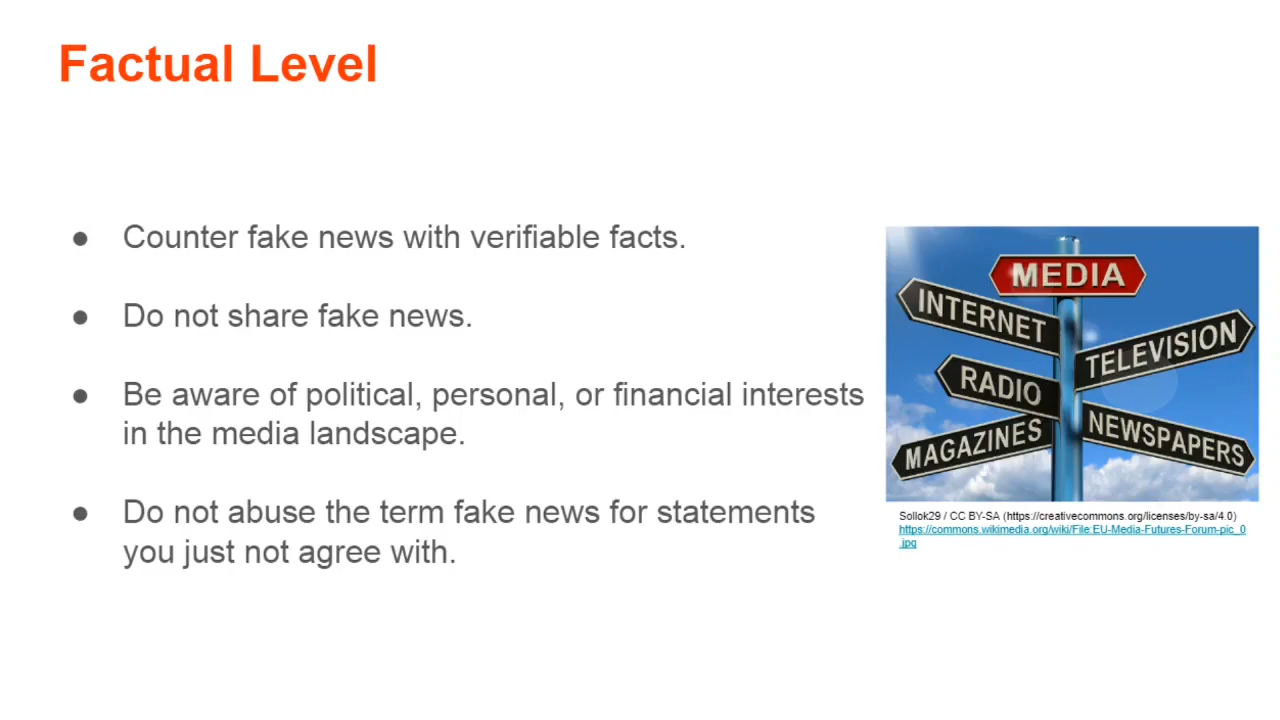 Factual Level
● Counter fake news with verifiable facts.
● Do not share fake news.
● Be aware of political, personal, or financial interests
in the media landscape.
● Do not abuse the term fake news for statements
you just not agree with.
MEDIA
INTERNET
TELEVISION
RADIO
NEWSPAPERS
MAGAZINES
Sollok29 / CC BY-SA (https://creativecommons.org/licenses/by-sa/4.0)
https://commons.wikimedia.org/wiki/File:EU-Media-Futures-Forum-pic_0
.jpg